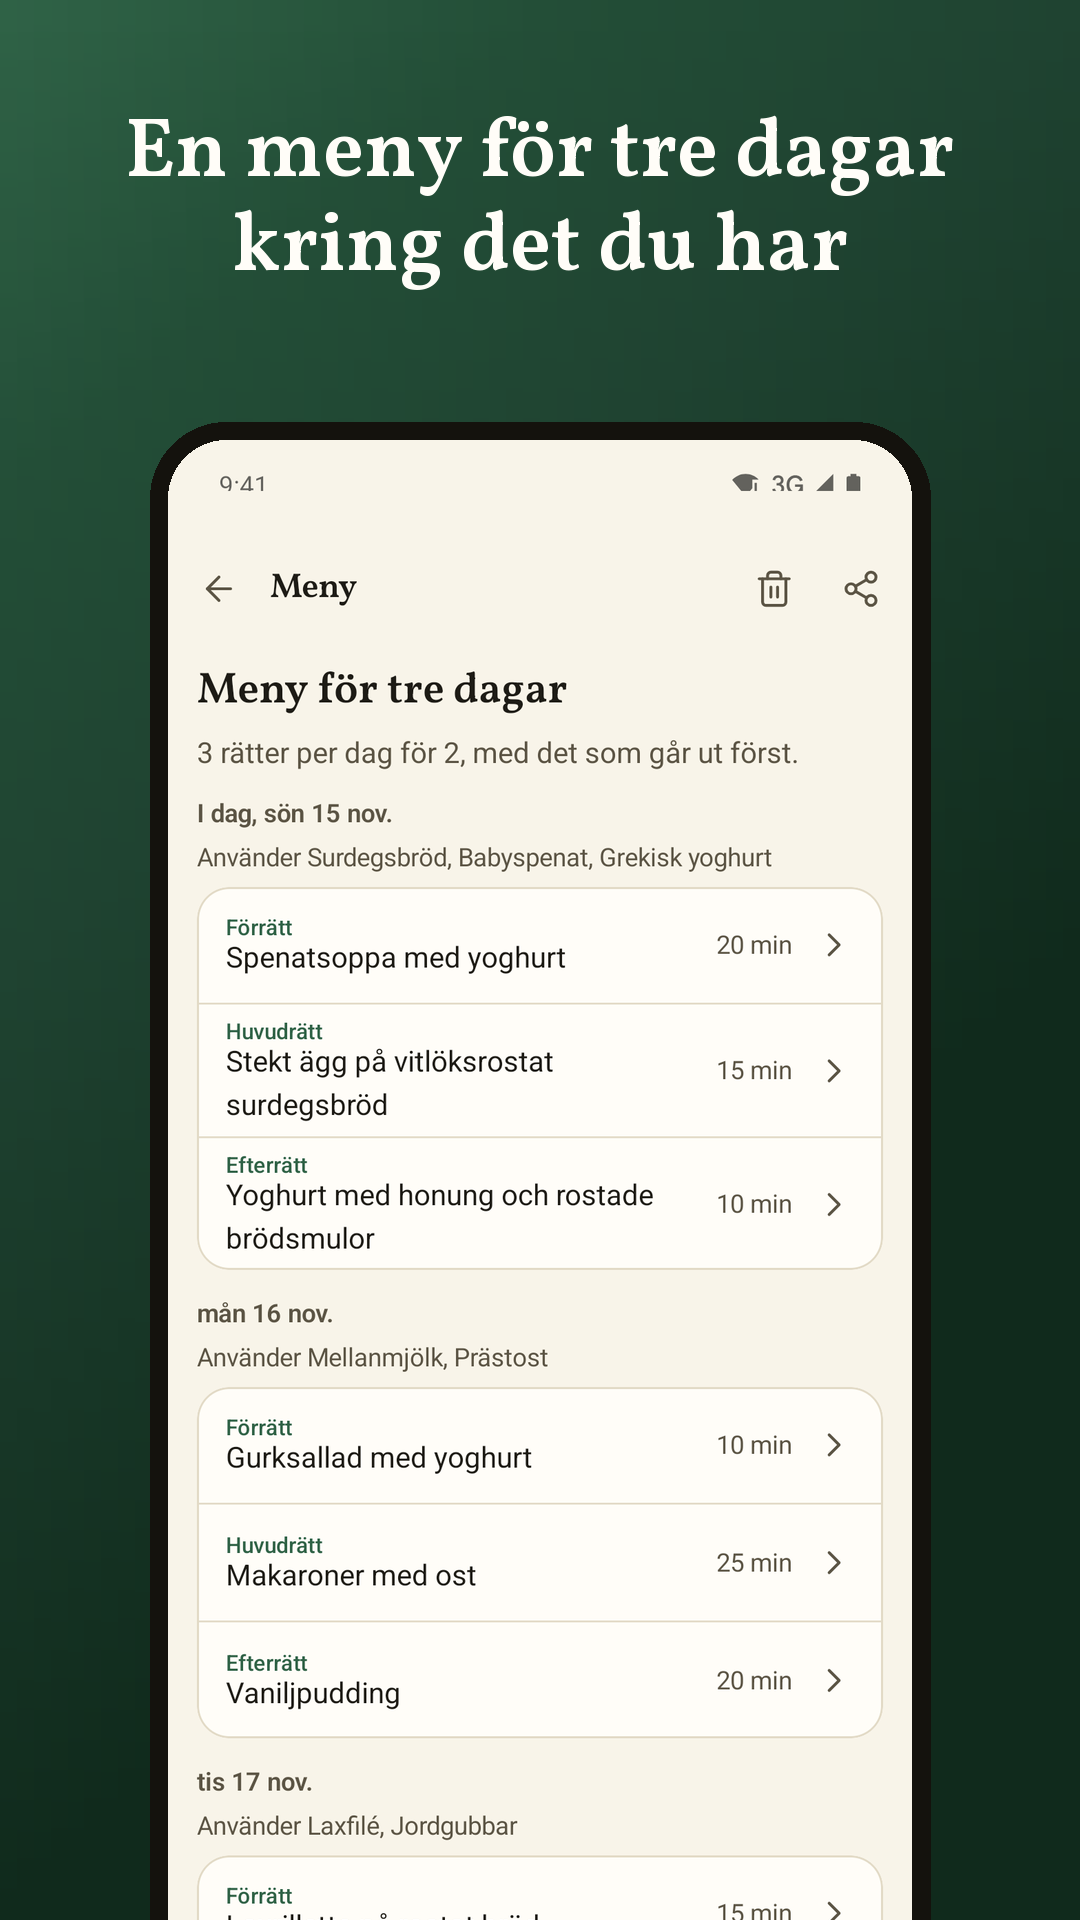 En meny för tre dagar
kring det du har
9:41
3G
Meny
Meny för tre dagar
3 rätter per dag för 2, med det som går ut först.
I dag, sön 15 nov.
Använder Surdegsbröd, Babyspenat, Grekisk yoghurt
Förrätt
Spenatsoppa med yoghurt
20 min
Huvudrätt
Stekt ägg på vitlöksrostat
surdegsbröd
15 min
Efterrätt
Yoghurt med honung och rostade
brödsmulor
10 min
mån 16 nov.
Använder Mellanmjölk, Prästost
Förrätt
Gurksallad med yoghurt
10 min
Huvudrätt
Makaroner med ost
25 min
Efterrätt
Vaniljpudding
20 min
tis 17 nov.
Använder Laxfilé, Jordgubbar
Förrätt
15 min